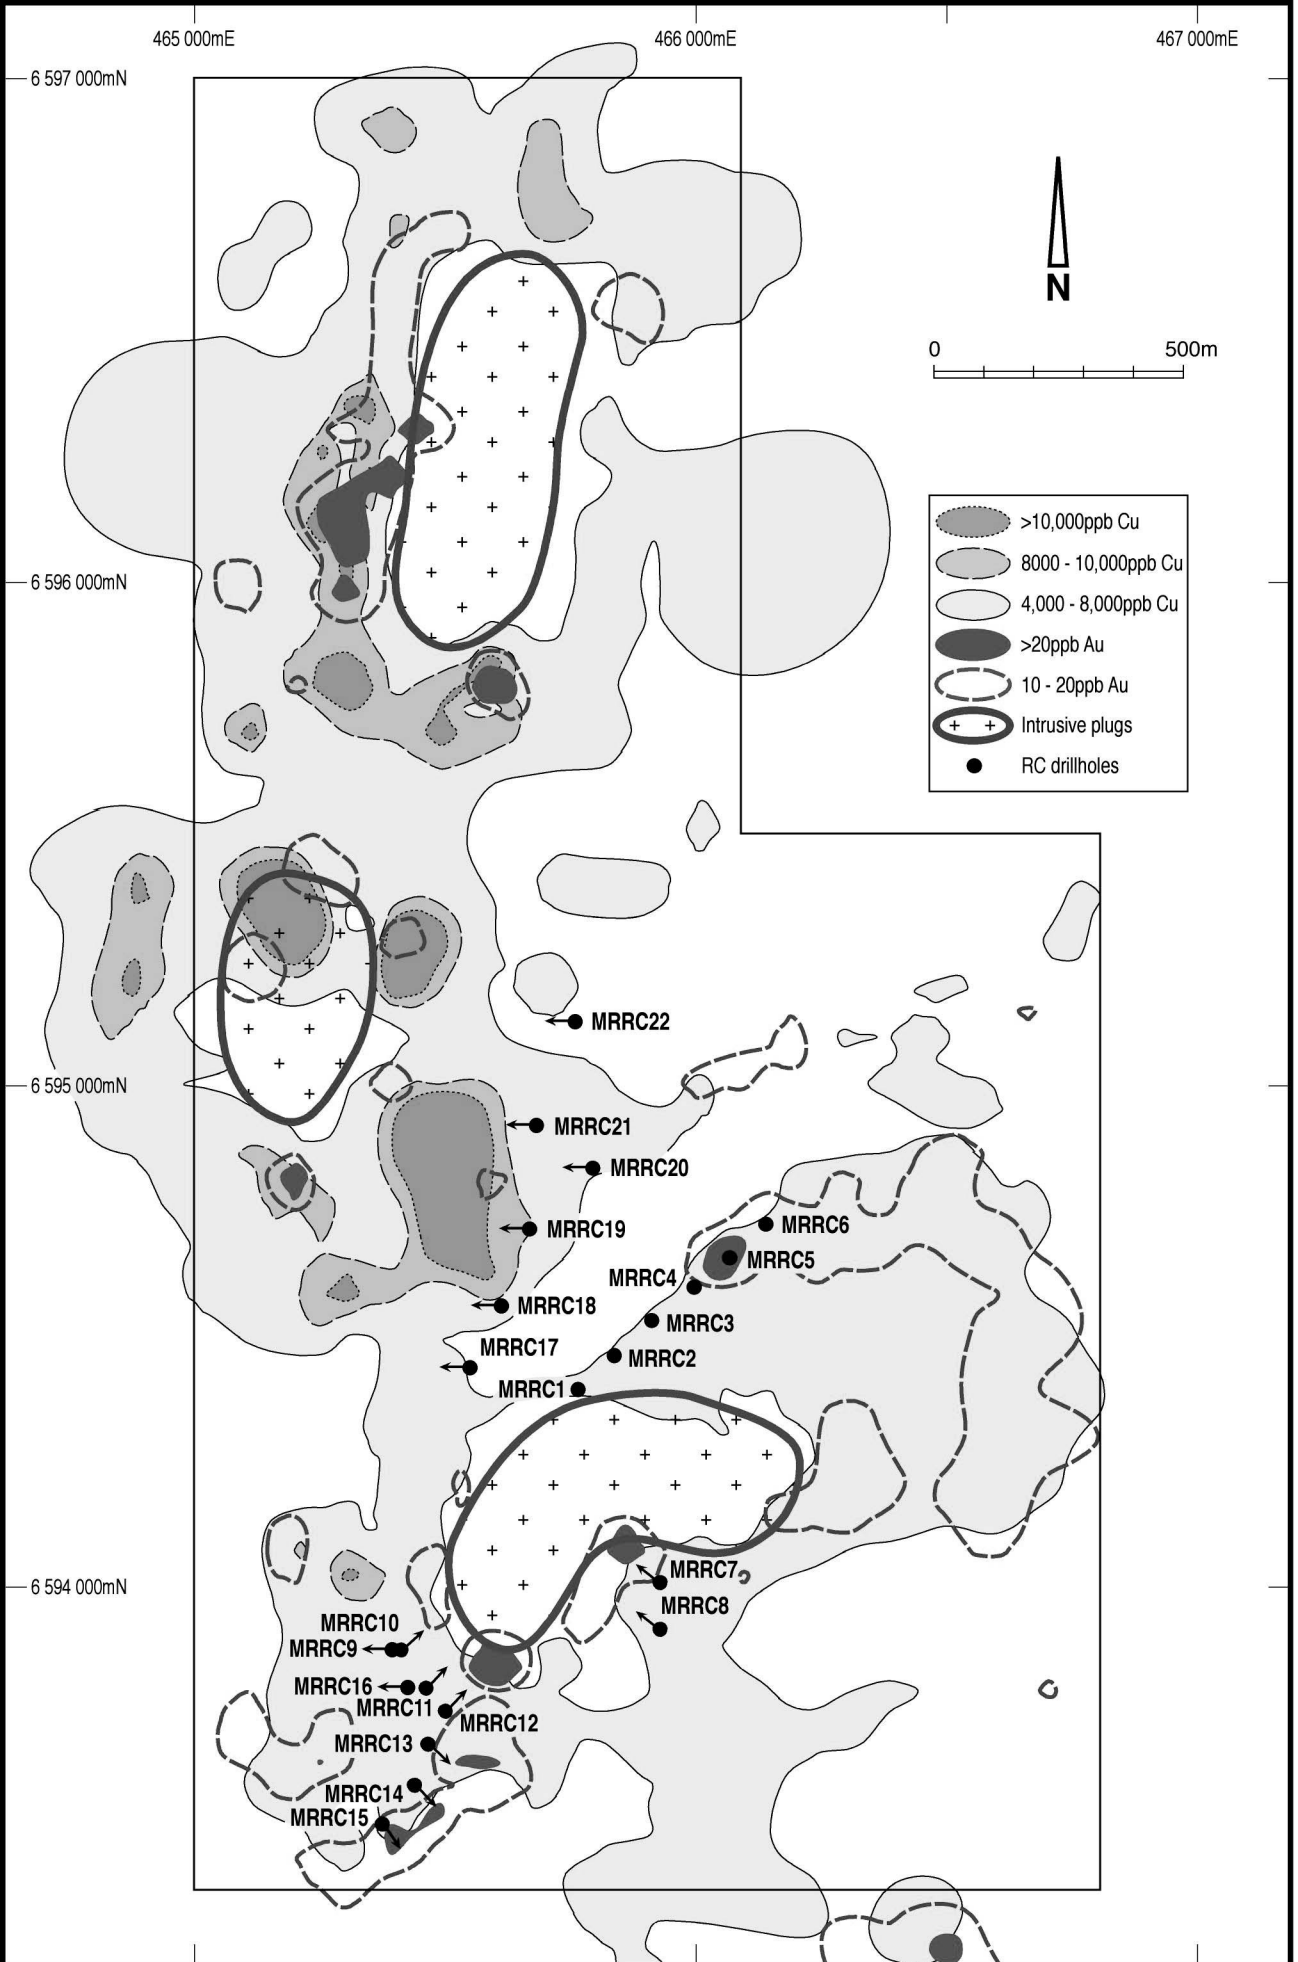 465 000mE
466 000mE
467 000mE
6 597 000mN
N
0 500m
>10,000ppb Cu
8000 - 10,000ppb Cu
6 596 000mN
4,000 - 8,000ppb Cu
>20ppb Au
10 - 20ppb Au
Intrusive plugs
RC drillholes
MRRC22
6 595 000mN
MRRC21
MRRC20
MRRC19
MRRC6
MRRC5
MRRC4
MRRC18
MRRC3
MRRC17
MRRC2
MRRC1
MRRC7
6 594 000mN
MRRC8
MRRC10
MRRC9
MRRC16
MRRC11
MRRC12
MRRC13
MRRC14
MRRC15